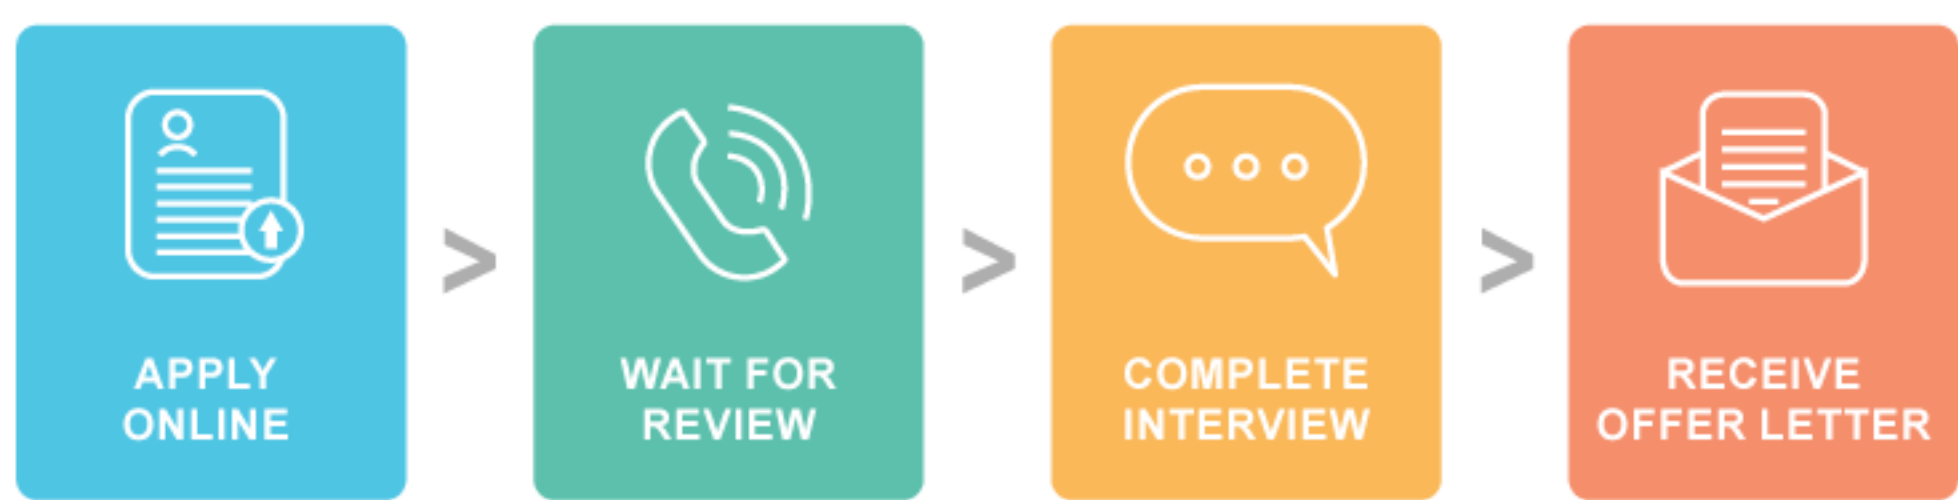 APPLY
ONLINE
>
WAIT FOR
REVIEW
>
COMPLETE
INTERVIEW
>
RECEIVE
OFFER LETTER